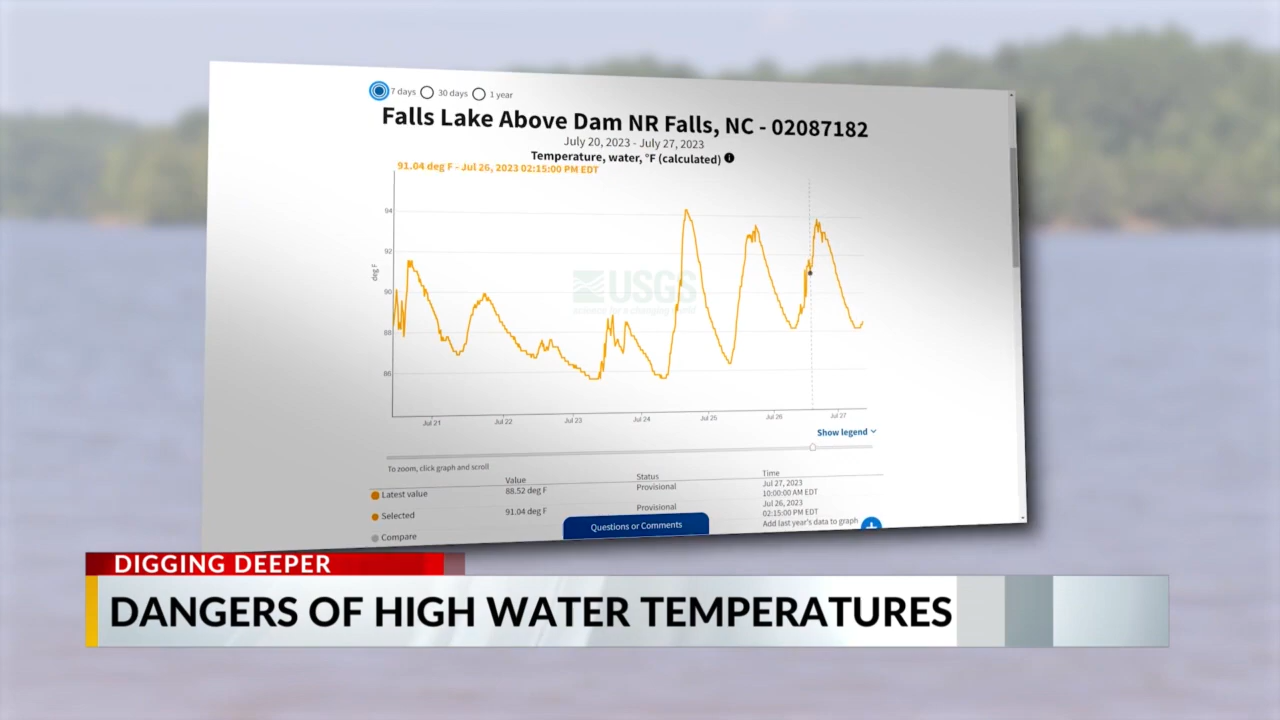 7 days 30 days 1 year
Falls Lake Above Dam NR Falls, NC - 02087182
July 20, 2023 - July 27, 2023
Temperature, water, °F (calculated)
91.04 deg F - Jul 26, 2023 02:15:00 PM EDT
94
92
90
88
86
deg F
USGS
science for a changing world
Jul 21 Jul 22 Jul 23 Jul 24 Jul 25 Jul 26 Jul 27
Show legend
To zoom, click graph and scroll
Value Status Time
Latest value 88.52 deg F Provisional Jul 27, 2023
10:00:00 AM EDT
Selected 91.04 deg F Provisional Jul 26, 2023
02:15:00 PM EDT
Compare
Add last year's data to graph
Questions or Comments
DIGGING DEEPER
DANGERS OF HIGH WATER TEMPERATURES